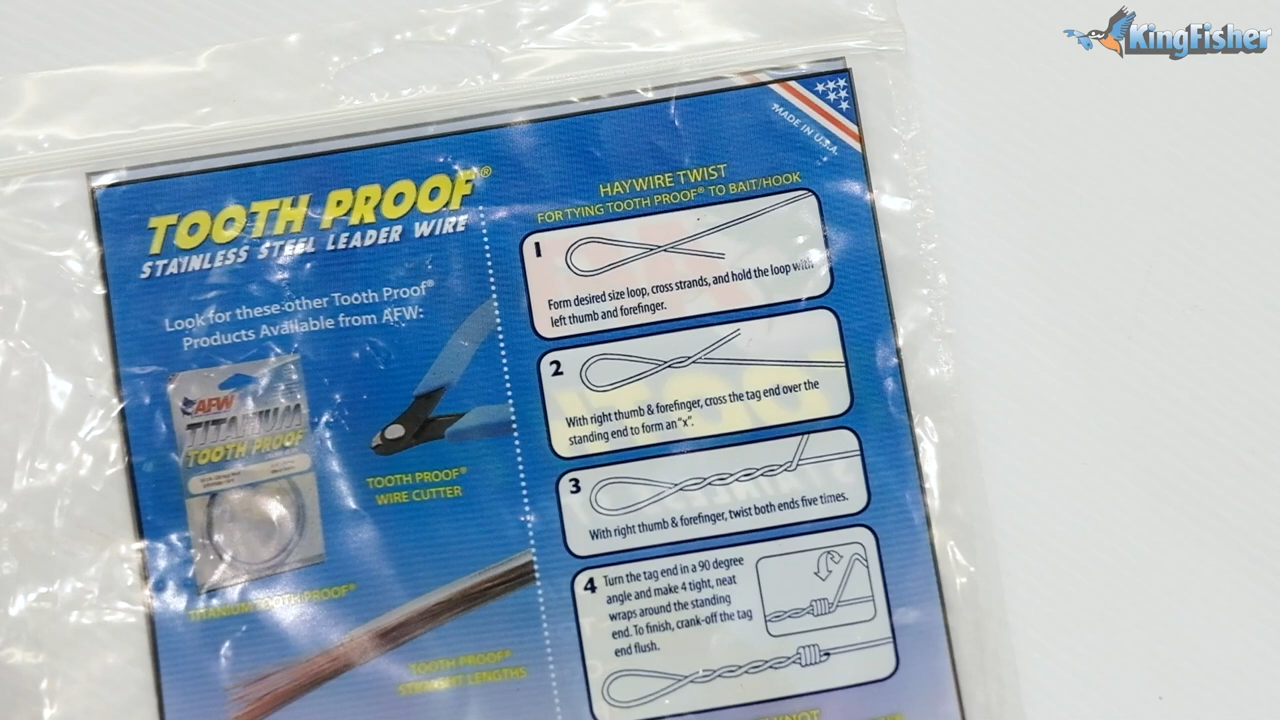 KingFisher
MADE IN U.S.A.
TOOTH PROOF®
STAINLESS STEEL LEADER WIRE
Look for these other Tooth Proof®
Products Available from AFW:
AFW
TITANIUM
TOOTH PROOF
TITANIUM TOOTH PROOF®
TOOTH PROOF®
WIRE CUTTER
TOOTH PROOF®
STRAIGHT LENGTHS
HAYWIRE TWIST
FOR TYING TOOTH PROOF® TO BAIT/HOOK
1
Form desired size loop, cross strands, and hold the loop with
left thumb and forefinger.
2
With right thumb & forefinger, cross the tag end over the
standing end to form an "x".
3
With right thumb & forefinger, twist both ends five times.
4
Turn the tag end in a 90 degree
angle and make 4 tight, neat
wraps around the standing
end. To finish, crank-off the tag
end flush.
KNOT